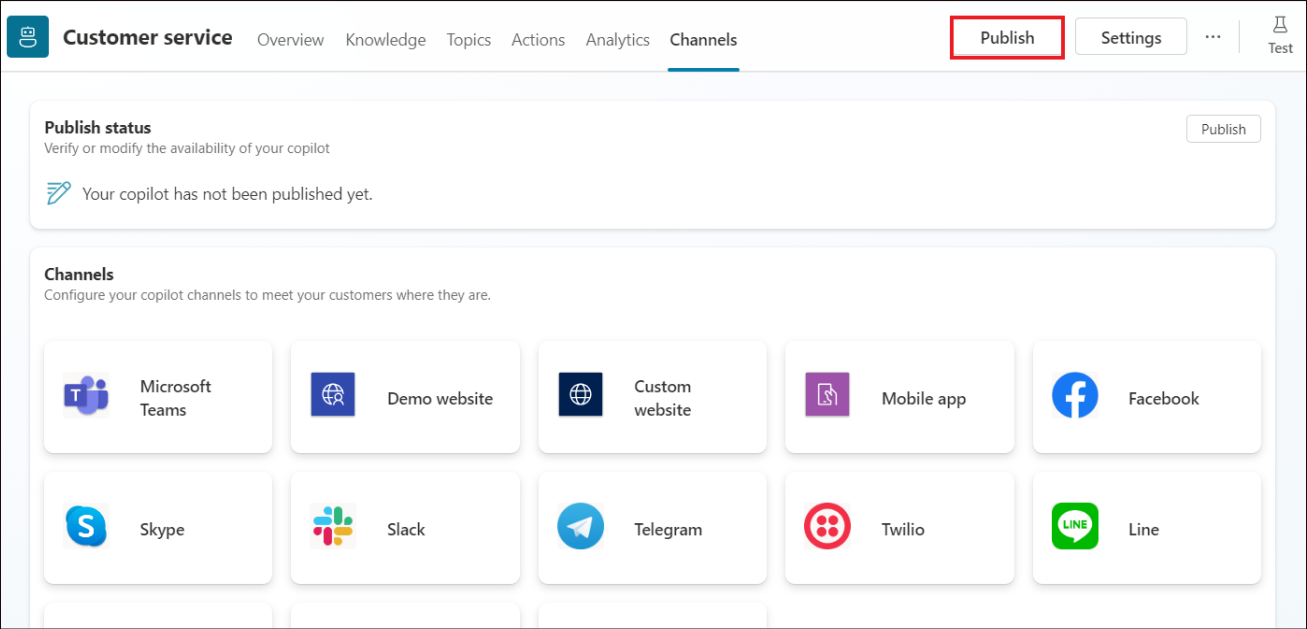 Customer service Overview Knowledge Topics Actions Analytics Channels Publish Settings ... Test
Publish status
Publish
Verify or modify the availability of your copilot
Your copilot has not been published yet.
Channels
Configure your copilot channels to meet your customers where they are.
T
Microsoft
Teams
Demo website
Custom
website
Mobile app
Facebook
S
Skype
Slack
Telegram
Twilio
LINE
Line